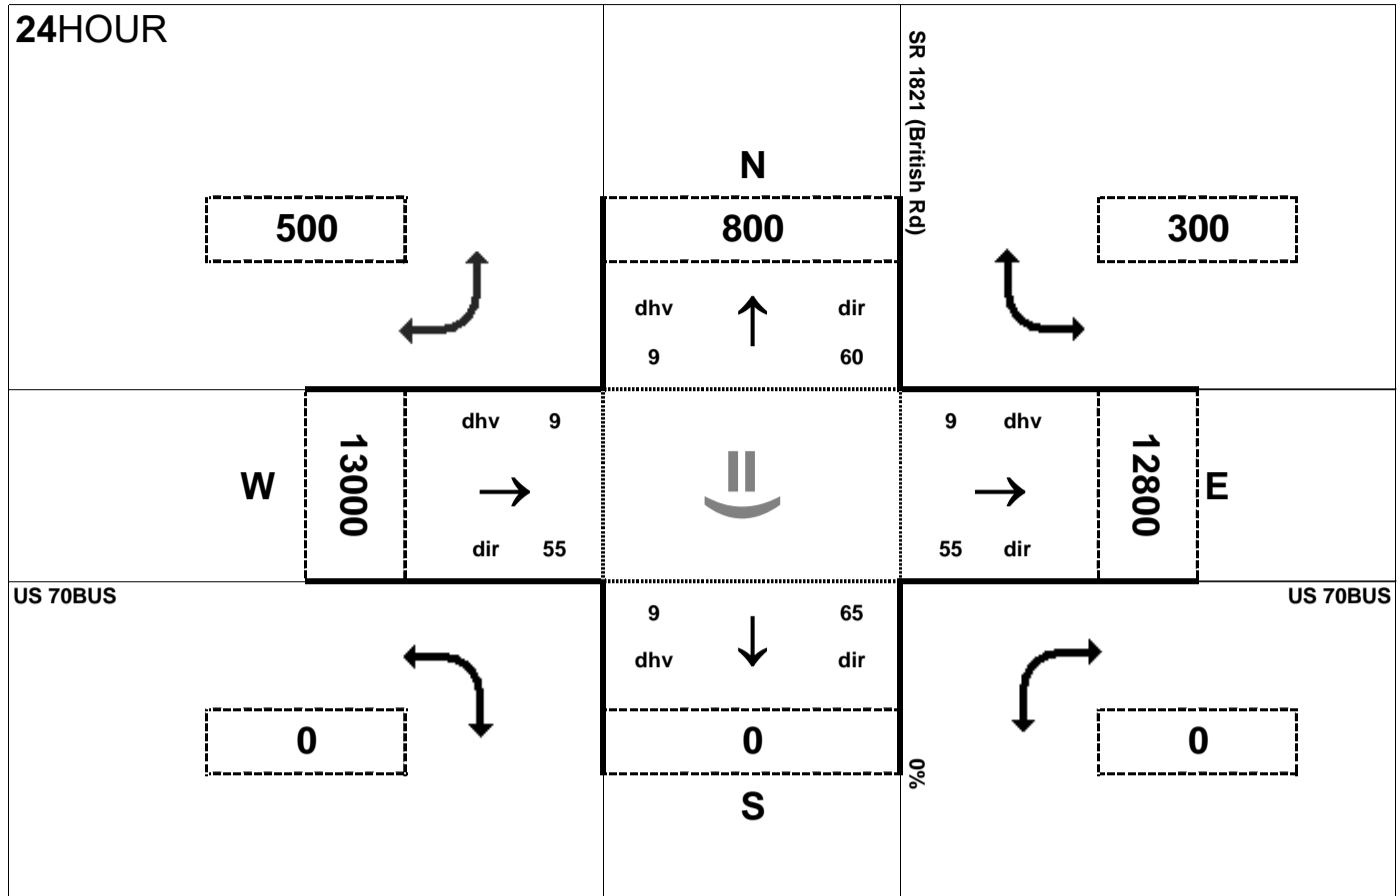 24HOUR
SR 1821 (British Rd)
N
500
800
300
dhv
dir
9
60
dhv 9
9 dhv
W
13000
=)
12800
E
dir 55
55 dir
US 70BUS
US 70BUS
9
65
dhv
dir
0
0
0
0%
S